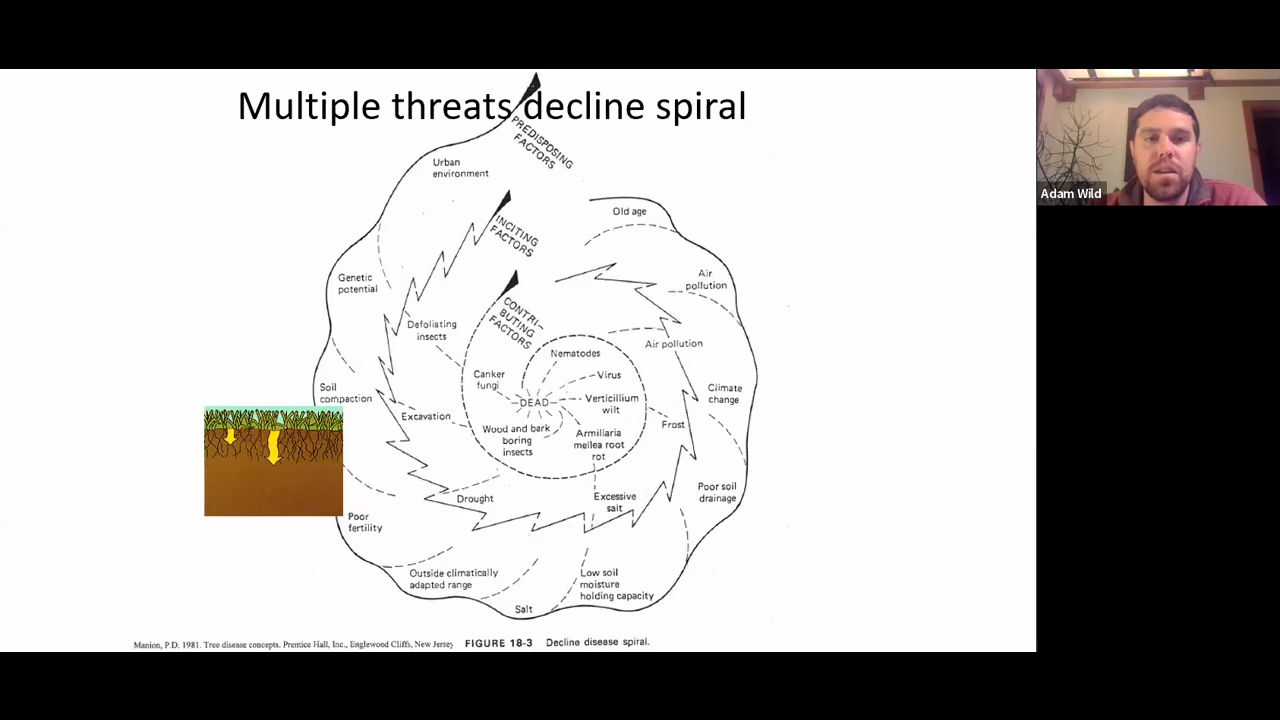 Multiple threats decline spiral
PREDISPOSING
FACTORS
Urban
environment
INCITING
FACTORS
Old age
Genetic
potential
Air
pollution
CONTRI-
BUTING
FACTORS
Defoliating
insects
Air pollution
Nematodes
Canker
fungi
Virus
Soil
compaction
Climate
change
DEAD
Verticillium
wilt
Excavation
Frost
Wood and bark
boring
insects
Armillaria
mellea root
rot
Drought
Excessive
salt
Poor soil
drainage
Poor
fertility
Outside climatically
adapted range
Low soil
moisture
holding capacity
Salt
Manion, P.D. 1981. Tree disease concepts. Prentice Hall, Inc., Englewood Cliffs, New Jersey
FIGURE 18-3 Decline disease spiral.
Adam Wild